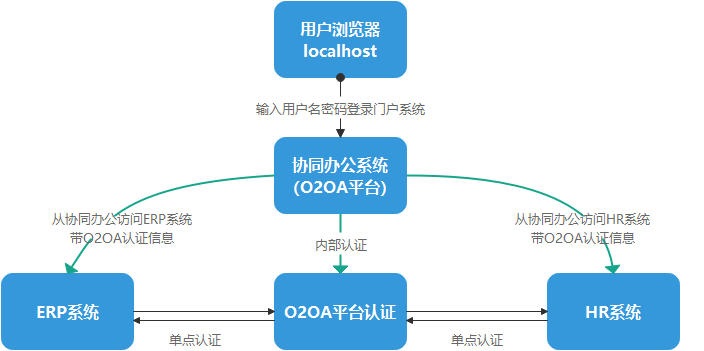 用户浏览器
localhost
输入用户名密码登录门户系统
协同办公系统
(O2OA平台)
从协同办公访问ERP系统
带O2OA认证信息
内部认证
从协同办公访问HR系统
带O2OA认证信息
ERP系统
O2OA平台认证
HR系统
单点认证
单点认证